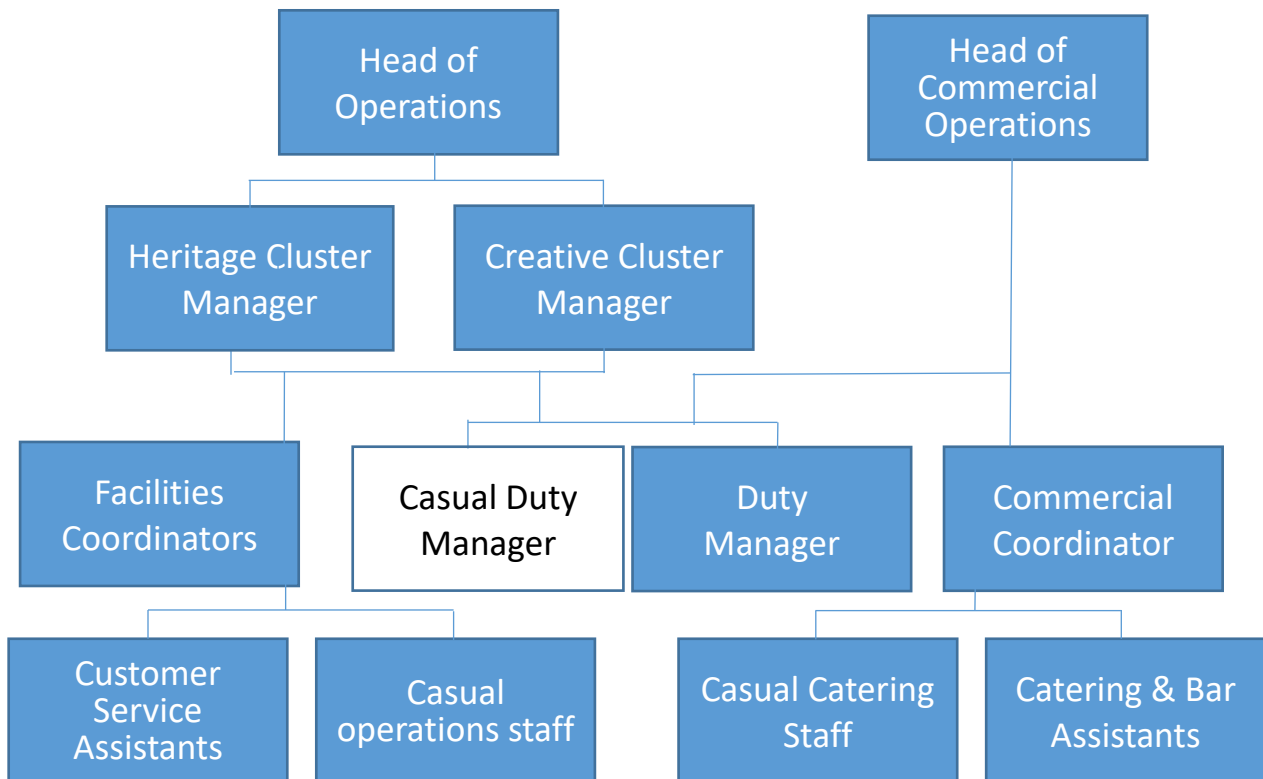 Head of
Operations
Head of
Commercial
Operations
Heritage Cluster
Manager
Creative Cluster
Manager
Facilities
Coordinators
Casual Duty
Manager
Duty
Manager
Commercial
Coordinator
Customer
Service
Assistants
Casual
operations staff
Casual Catering
Staff
Catering & Bar
Assistants